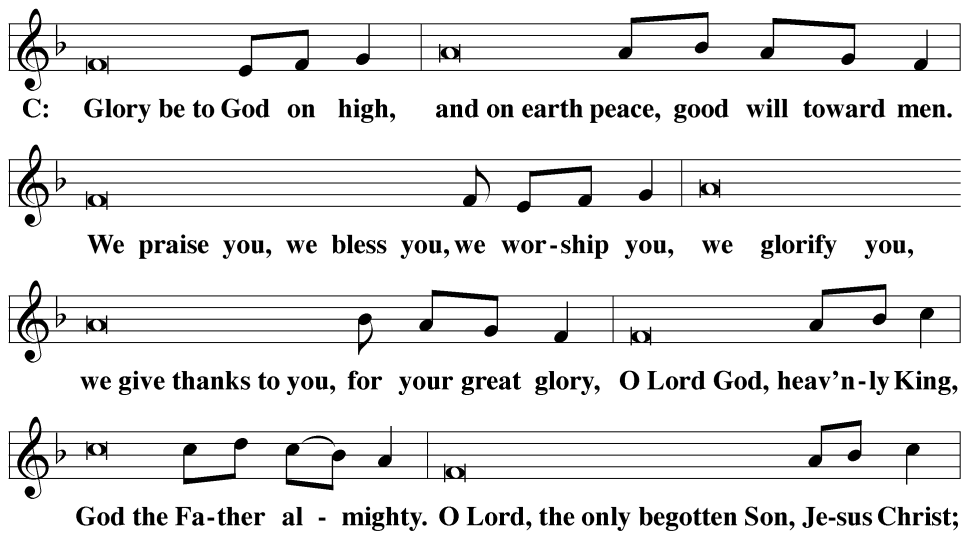 C: Glory be to God on high, and on earth peace, good will toward men.
We praise you, we bless you, we wor-ship you, we glorify you,
we give thanks to you, for your great glory, O Lord God, heav’n-ly King,
God the Fa-ther al - mighty. O Lord, the only begotten Son, Je-sus Christ;